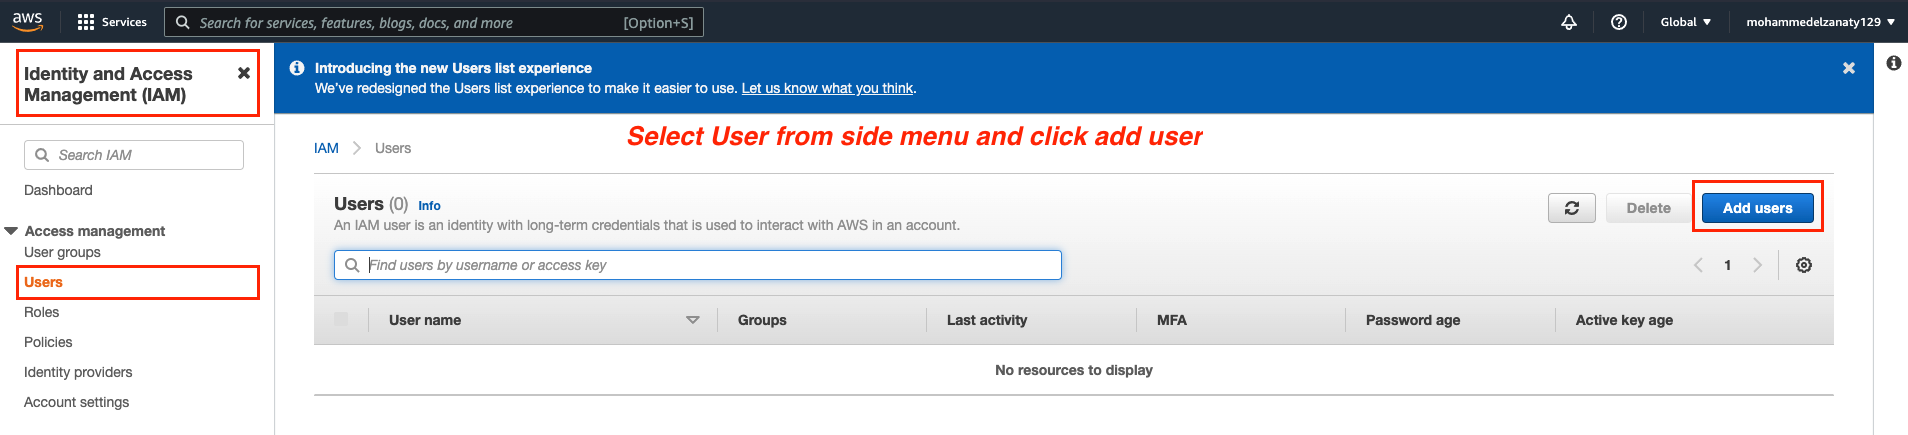 aws
Services
Search for services, features, blogs, docs, and more
[Option+S]
Global
mohammedelzanaty129
Identity and Access
Management (IAM)
Search IAM
Dashboard
Access management
User groups
Users
Roles
Policies
Identity providers
Account settings
Introducing the new Users list experience
We've redesigned the Users list experience to make it easier to use. Let us know what you think.
Select User from side menu and click add user
IAM > Users
Users (0) Info
An IAM user is an identity with long-term credentials that is used to interact with AWS in an account.
Delete
Add users
Find users by username or access key
1
User name Groups Last activity MFA Password age Active key age
No resources to display